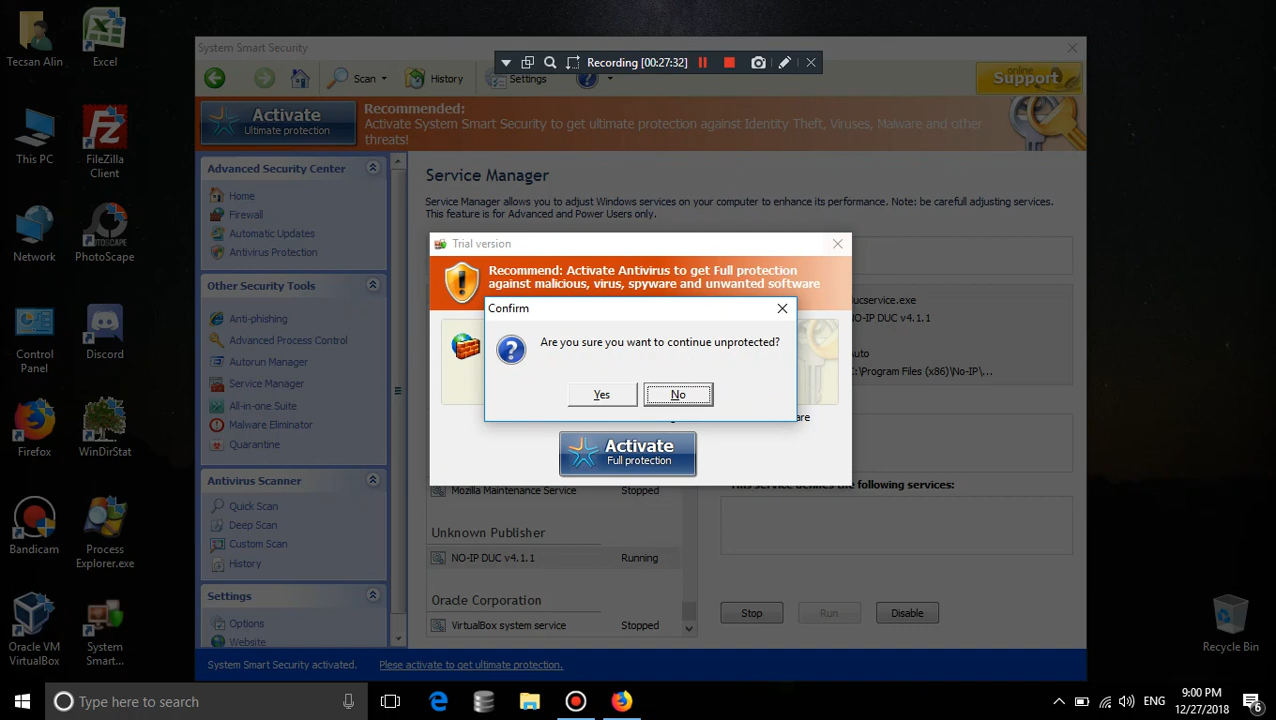 Tecsan Alin
Excel
This PC
FileZilla
Client
Network
PhotoScape
Control
Panel
Discord
Firefox
WinDirStat
Bandicam
Process
Explorer.exe
Oracle VM
VirtualBox
System
Smart...
Recycle Bin
System Smart Security
Recording [00:27:32]
Scan
History
Settings
online
Support
Activate
Ultimate protection
Recommended:
Activate System Smart Security to get ultimate protection against Identity Theft, Viruses, Malware and other
threats!
Advanced Security Center
Home
Firewall
Automatic Updates
Antivirus Protection
Other Security Tools
Anti-phishing
Advanced Process Control
Autorun Manager
Service Manager
All-in-one Suite
Malware Eliminator
Quarantine
Antivirus Scanner
Quick Scan
Deep Scan
Custom Scan
History
Settings
Options
Website
Service Manager
Service Manager allows you to adjust Windows services on your computer to enhance its performance. Note: be carefull adjusting services.
This feature is for Advanced and Power Users only.
Trial version
Recommend: Activate Antivirus to get Full protection
against malicious, virus, spyware and unwanted software
Confirm
Are you sure you want to continue unprotected?
Yes
No
Activate
Full protection
ducservice.exe
NO-IP DUC v4.1.1
Auto
C:\Program Files (x86)\No-IP\...
Mozilla Maintenance Service Stopped
Unknown Publisher
NO-IP DUC v4.1.1 Running
Oracle Corporation
VirtualBox system service Stopped
This service defines the following services:
Stop
Run
Disable
System Smart Security activated.
Plese activate to get ultimate protection.
Type here to search
ENG
9:00 PM
12/27/2018
6